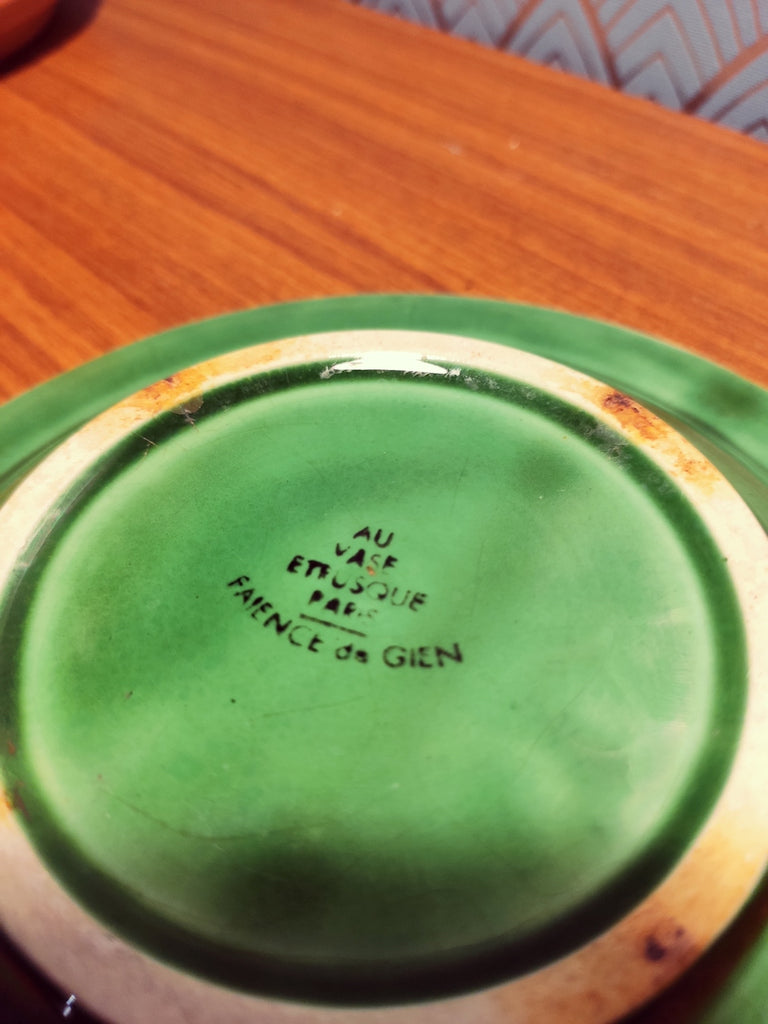 AU
VASE
ETRUSQUE
PARIS
FAIENCE de GIEN